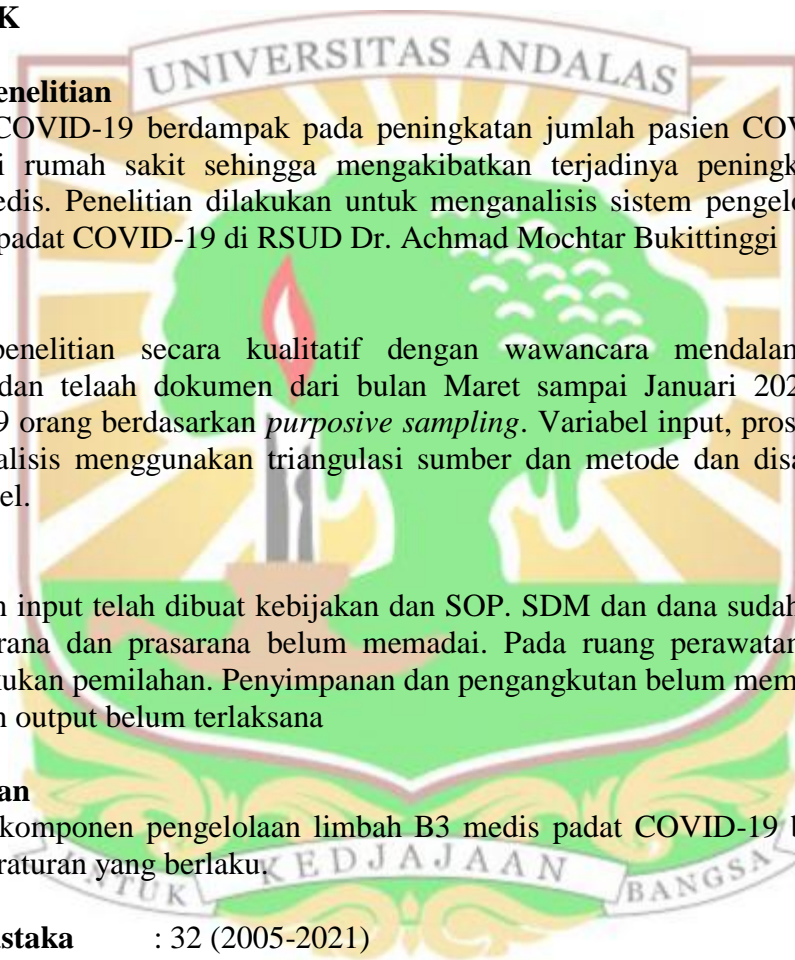 K
UNIVERSITAS ANDALAS
enelitian
COVID-19 berdampak pada peningkatan jumlah pasien COV
i rumah sakit sehingga mengakibatkan terjadinya peningk
edis. Penelitian dilakukan untuk menganalisis sistem pengelo
padat COVID-19 di RSUD Dr. Achmad Mochtar Bukittinggi
penelitian secara kualitatif dengan wawancara mendalam
dan telaah dokumen dari bulan Maret sampai Januari 202
9 orang berdasarkan purposive sampling. Variabel input, pros
alisis menggunakan triangulasi sumber dan metode dan disa
el.
n input telah dibuat kebijakan dan SOP. SDM dan dana sudah
rana dan prasarana belum memadai. Pada ruang perawatan
kukan pemilahan. Penyimpanan dan pengangkutan belum mem
n output belum terlaksana
an
komponen pengelolaan limbah B3 medis padat COVID-19 b
raturan yang berlaku.
NTUK KEDJAJAAN BANGSA
ustaka : 32 (2005-2021)